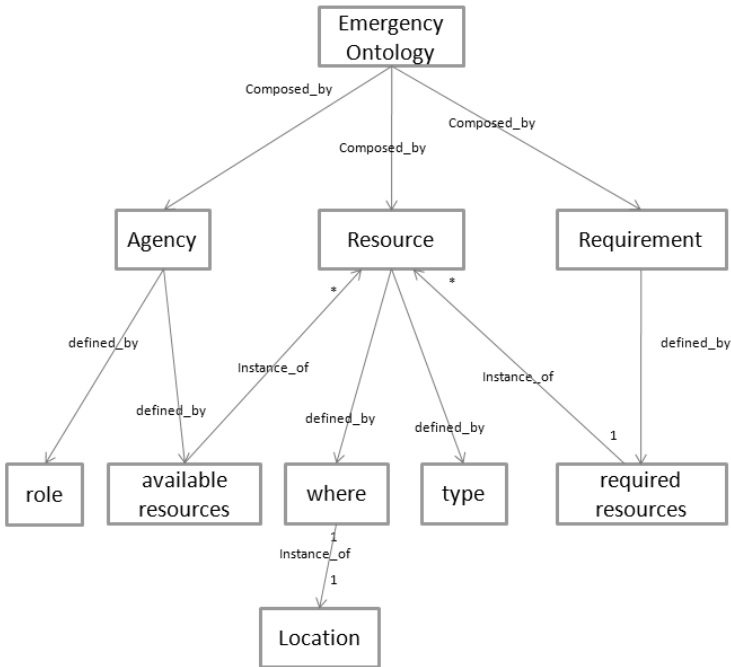 Emergency
Ontology
Composed_by
Composed_by
Composed_by
Agency
Resource
Requirement
*
*
defined_by
defined_by
Instance_of
Instance_of
defined_by
defined_by
defined_by
1
role
available
resources
where
type
required
resources
1
Instance_of
1
Location